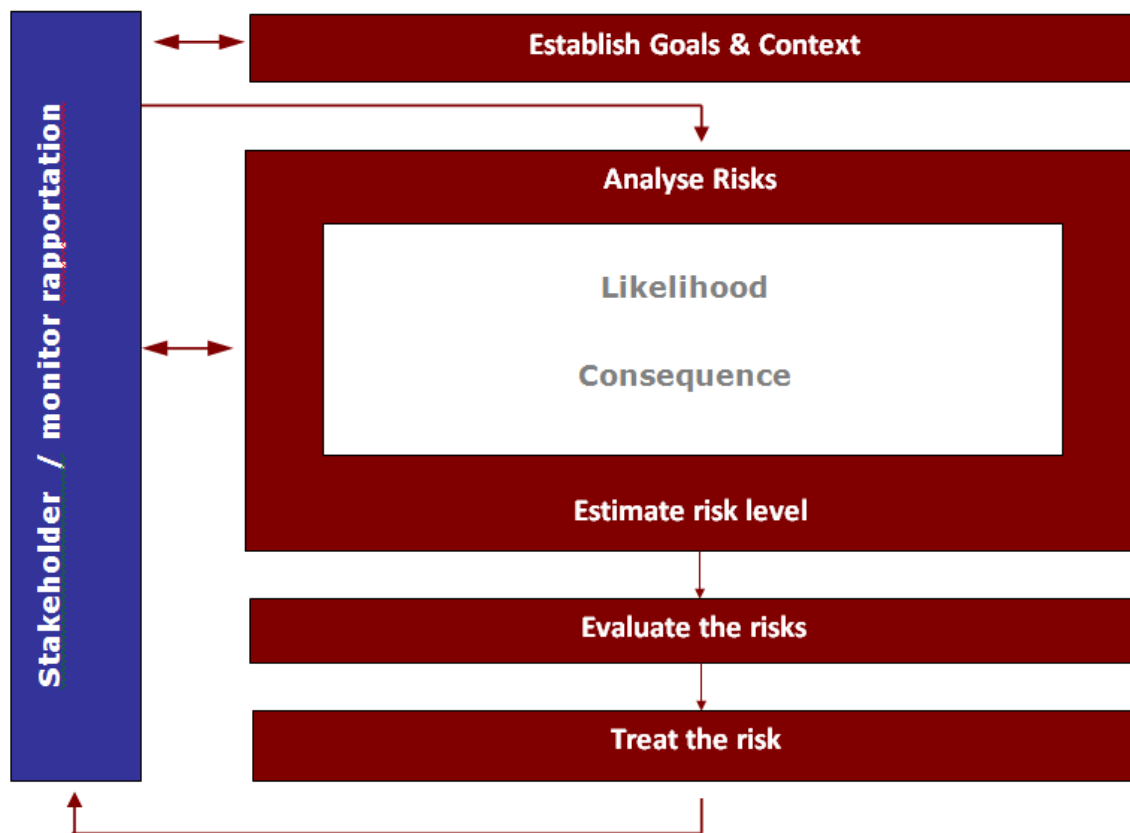 Stakeholder / monitor rapportation
Establish Goals & Context
Analyse Risks
Likelihood
Consequence
Estimate risk level
Evaluate the risks
Treat the risk